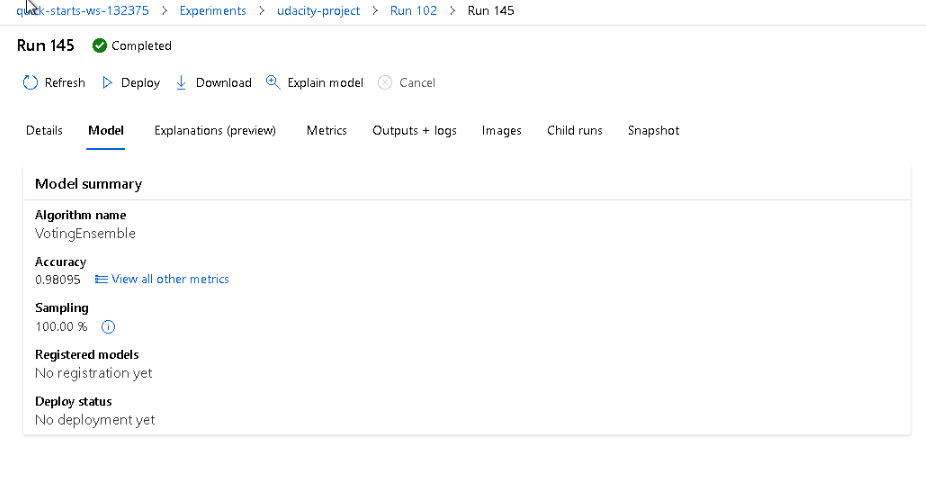 quick-starts-ws-132375 > Experiments > udacity-project > Run 102 > Run 145
Run 145 Completed
Refresh Deploy Download Explain model Cancel
Details Model Explanations (preview) Metrics Outputs + logs Images Child runs Snapshot
Model summary
Algorithm name
VotingEnsemble
Accuracy
0.98095 View all other metrics
Sampling
100.00 %
Registered models
No registration yet
Deploy status
No deployment yet